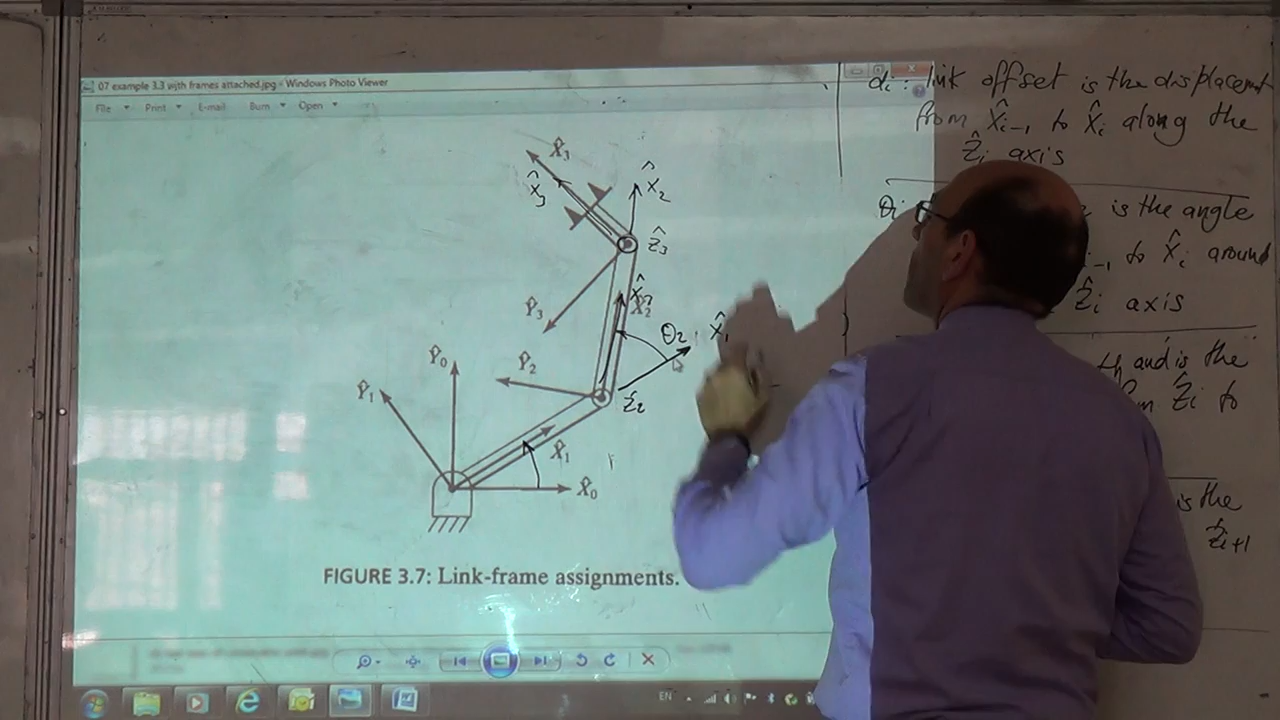 07 example 3.3 with frames attached.jpg - Windows Photo Viewer
File Print E-mail Burn Open
X̂₃
X̂₃
X̂₂
Ẑ₃
Ŷ₃
X̂₂
θ₂
X̂₁
Ŷ₀
Ŷ₂
Ŷ₁
Ẑ₂
X̂₁
X̂₀
FIGURE 3.7: Link-frame assignments.
EN
dᵢ: link offset is the displacement
from X̂ᵢ₋₁ to X̂ᵢ along the
Ẑᵢ axis
θᵢ is the angle
to X̂ᵢ around
Ẑᵢ axis
and is the
Ẑᵢ to
is the
Ẑᵢ₊₁